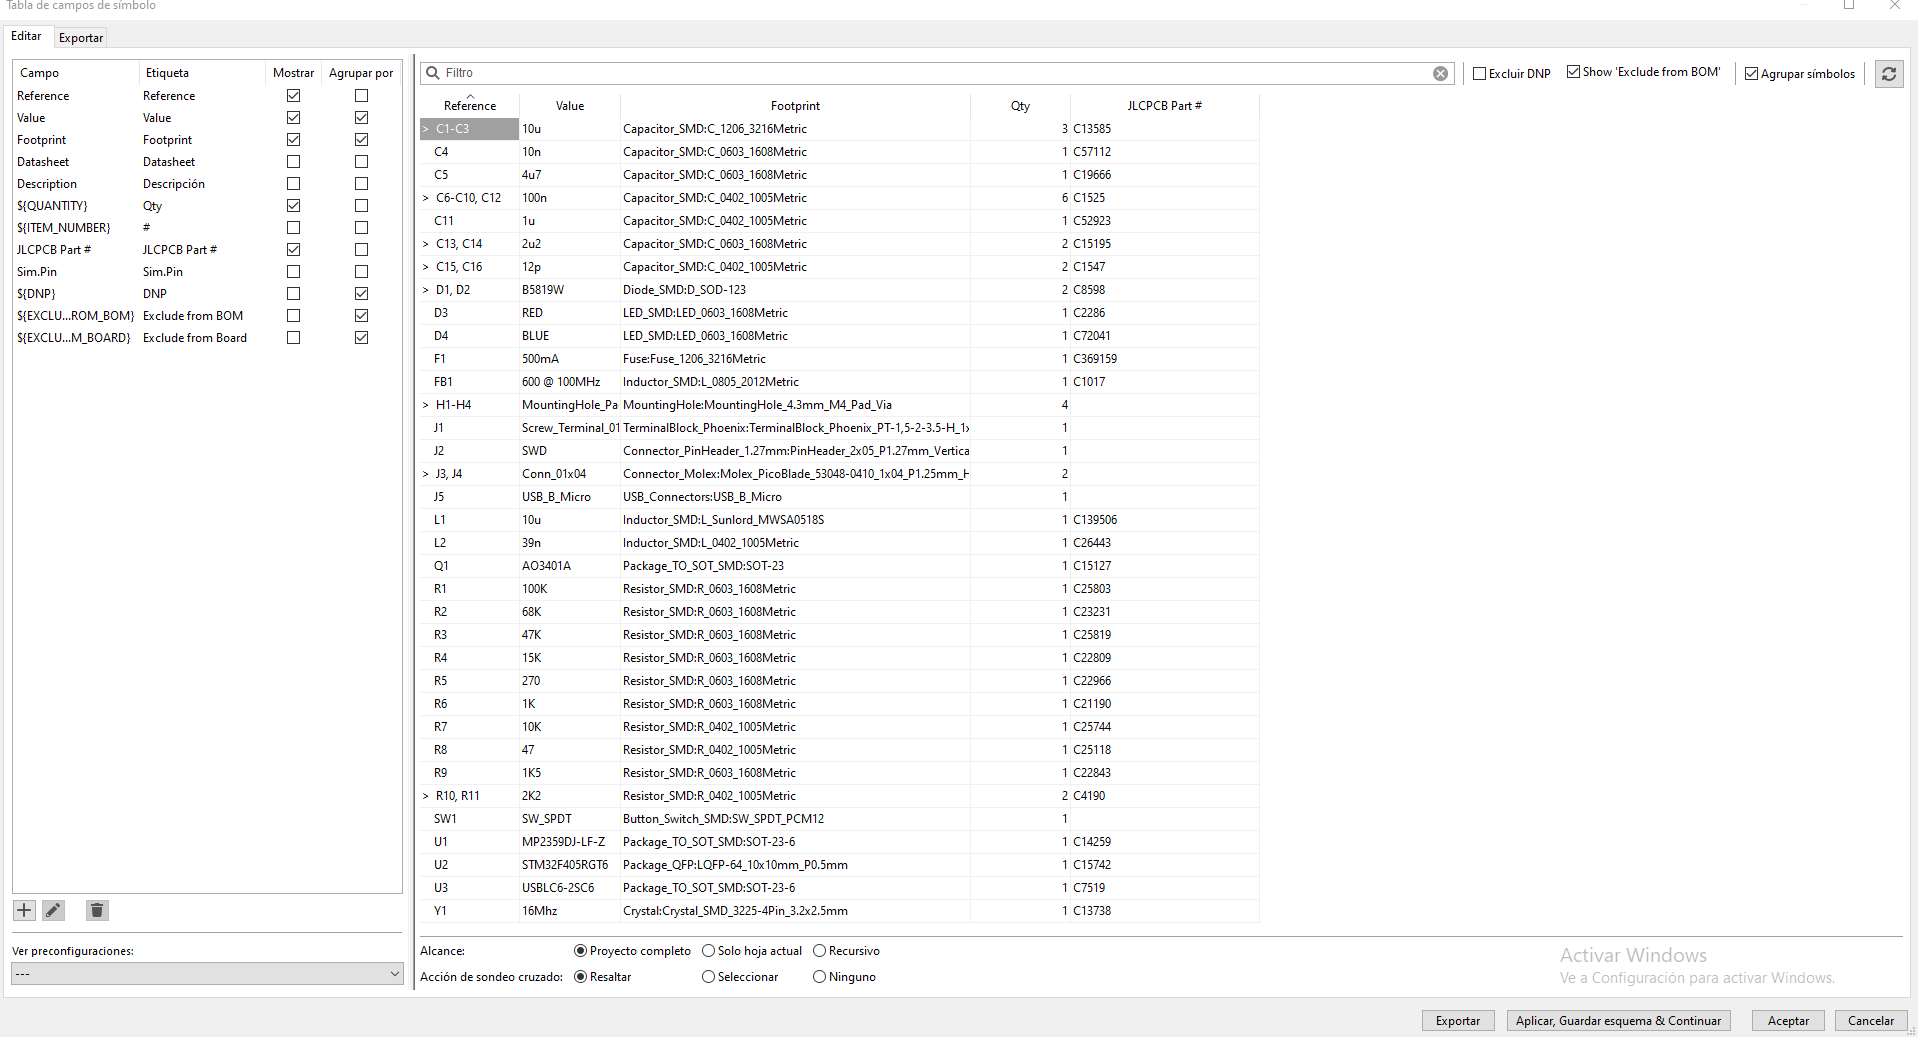 Tabla de campos de símbolo
Editar
Exportar
Campo Etiqueta Mostrar Agrupar por
Reference Reference
Value Value
Footprint Footprint
Datasheet Datasheet
Description Descripción
${QUANTITY} Qty
${ITEM_NUMBER} #
JLCPCB Part # JLCPCB Part #
Sim.Pin Sim.Pin
${DNP} DNP
${EXCLU...ROM_BOM} Exclude from BOM
${EXCLU...M_BOARD} Exclude from Board
Ver preconfiguraciones:
---
Filtro
Excluir DNP
Show 'Exclude from BOM'
Agrupar símbolos
Reference Value Footprint Qty JLCPCB Part #
> C1-C3 10u Capacitor_SMD:C_1206_3216Metric 3 C13585
C4 10n Capacitor_SMD:C_0603_1608Metric 1 C57112
C5 4u7 Capacitor_SMD:C_0603_1608Metric 1 C19666
> C6-C10, C12 100n Capacitor_SMD:C_0402_1005Metric 6 C1525
C11 1u Capacitor_SMD:C_0402_1005Metric 1 C52923
> C13, C14 2u2 Capacitor_SMD:C_0603_1608Metric 2 C15195
> C15, C16 12p Capacitor_SMD:C_0402_1005Metric 2 C1547
> D1, D2 B5819W Diode_SMD:D_SOD-123 2 C8598
D3 RED LED_SMD:LED_0603_1608Metric 1 C2286
D4 BLUE LED_SMD:LED_0603_1608Metric 1 C72041
F1 500mA Fuse:Fuse_1206_3216Metric 1 C369159
FB1 600 @ 100MHz Inductor_SMD:L_0805_2012Metric 1 C1017
> H1-H4 MountingHole_Pa MountingHole:MountingHole_4.3mm_M4_Pad_Via 4
J1 Screw_Terminal_01 TerminalBlock_Phoenix:TerminalBlock_Phoenix_PT-1,5-2-3.5-H_1x 1
J2 SWD Connector_PinHeader_1.27mm:PinHeader_2x05_P1.27mm_Vertica 1
> J3, J4 Conn_01x04 Connector_Molex:Molex_PicoBlade_53048-0410_1x04_P1.25mm_H 2
J5 USB_B_Micro USB_Connectors:USB_B_Micro 1
L1 10u Inductor_SMD:L_Sunlord_MWSA0518S 1 C139506
L2 39n Inductor_SMD:L_0402_1005Metric 1 C26443
Q1 AO3401A Package_TO_SOT_SMD:SOT-23 1 C15127
R1 100K Resistor_SMD:R_0603_1608Metric 1 C25803
R2 68K Resistor_SMD:R_0603_1608Metric 1 C23231
R3 47K Resistor_SMD:R_0603_1608Metric 1 C25819
R4 15K Resistor_SMD:R_0603_1608Metric 1 C22809
R5 270 Resistor_SMD:R_0603_1608Metric 1 C22966
R6 1K Resistor_SMD:R_0603_1608Metric 1 C21190
R7 10K Resistor_SMD:R_0402_1005Metric 1 C25744
R8 47 Resistor_SMD:R_0402_1005Metric 1 C25118
R9 1K5 Resistor_SMD:R_0603_1608Metric 1 C22843
> R10, R11 2K2 Resistor_SMD:R_0402_1005Metric 2 C4190
SW1 SW_SPDT Button_Switch_SMD:SW_SPDT_PCM12 1
U1 MP2359DJ-LF-Z Package_TO_SOT_SMD:SOT-23-6 1 C14259
U2 STM32F405RGT6 Package_QFP:LQFP-64_10x10mm_P0.5mm 1 C15742
U3 USBLC6-2SC6 Package_TO_SOT_SMD:SOT-23-6 1 C7519
Y1 16Mhz Crystal:Crystal_SMD_3225-4Pin_3.2x2.5mm 1 C13738
Alcance: Proyecto completo Solo hoja actual Recursivo
Acción de sondeo cruzado: Resaltar Seleccionar Ninguno
Activar Windows
Ve a Configuración para activar Windows.
Exportar
Aplicar, Guardar esquema & Continuar
Aceptar
Cancelar